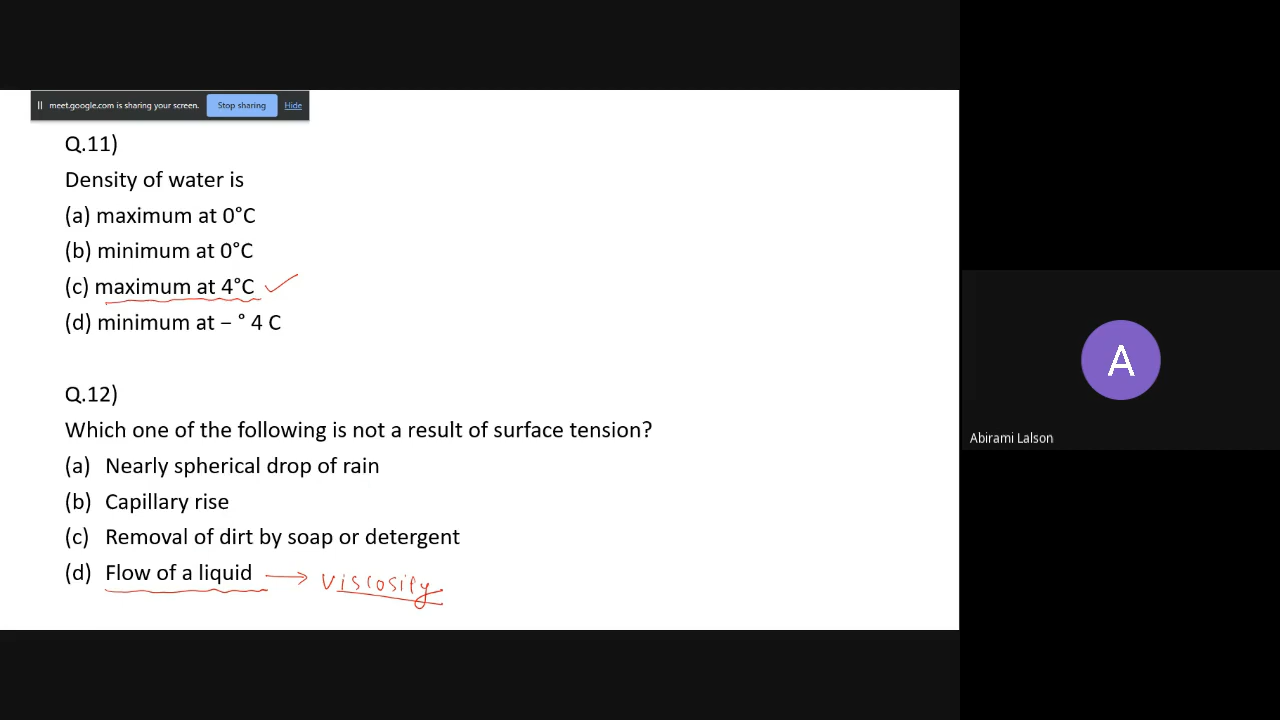 meet.google.com is sharing your screen. Stop sharing Hide
Q.11)
Density of water is
(a) maximum at 0°C
(b) minimum at 0°C
(c) maximum at 4°C
(d) minimum at – ° 4 C
Q.12)
Which one of the following is not a result of surface tension?
(a) Nearly spherical drop of rain
(b) Capillary rise
(c) Removal of dirt by soap or detergent
(d) Flow of a liquid → Viscosity
A
Abirami Lalson